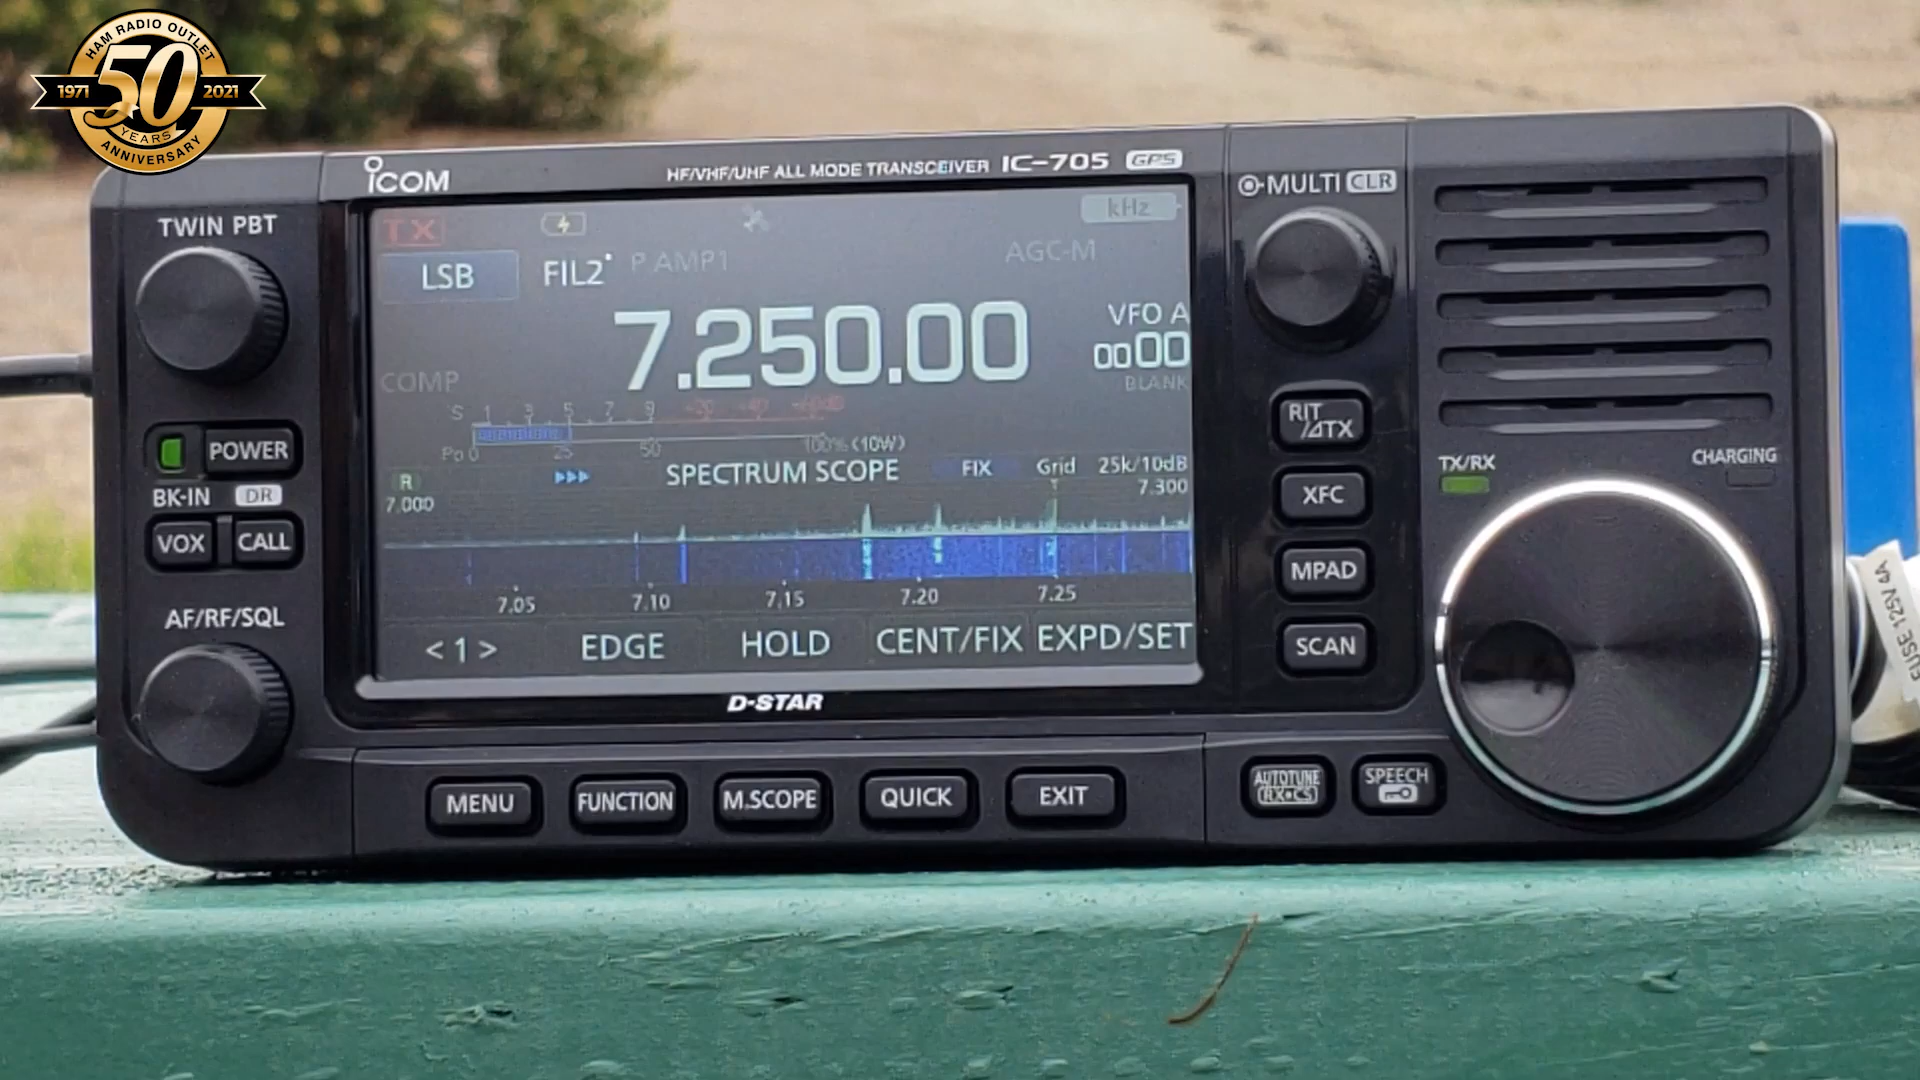 HAM RADIO OUTLET
50
1971 2021
YEARS
ANNIVERSARY
ICOM
HF/VHF/UHF ALL MODE TRANSCEIVER IC-705 GPS
MULTI CLR
TWIN PBT
TX
kHz
LSB FIL2 P.AMP1 AGC-M
7.250.00
VFO A
0000
BLANK
COMP
S 1 3 5 7 9 +20 +40 +60dB
Po 0 25 50 100% (10W)
R
SPECTRUM SCOPE FIX Grid 25k/10dB
7.000 7.300
7.05 7.10 7.15 7.20 7.25
< 1 > EDGE HOLD CENT/FIX EXPD/SET
D-STAR
POWER
BK-IN DR
VOX CALL
AF/RF/SQL
RIT
/⊿TX
XFC
MPAD
SCAN
TX/RX CHARGING
MENU FUNCTION M.SCOPE QUICK EXIT
AUTOTUNE
RX•CS
SPEECH
FUSE 125V 4A